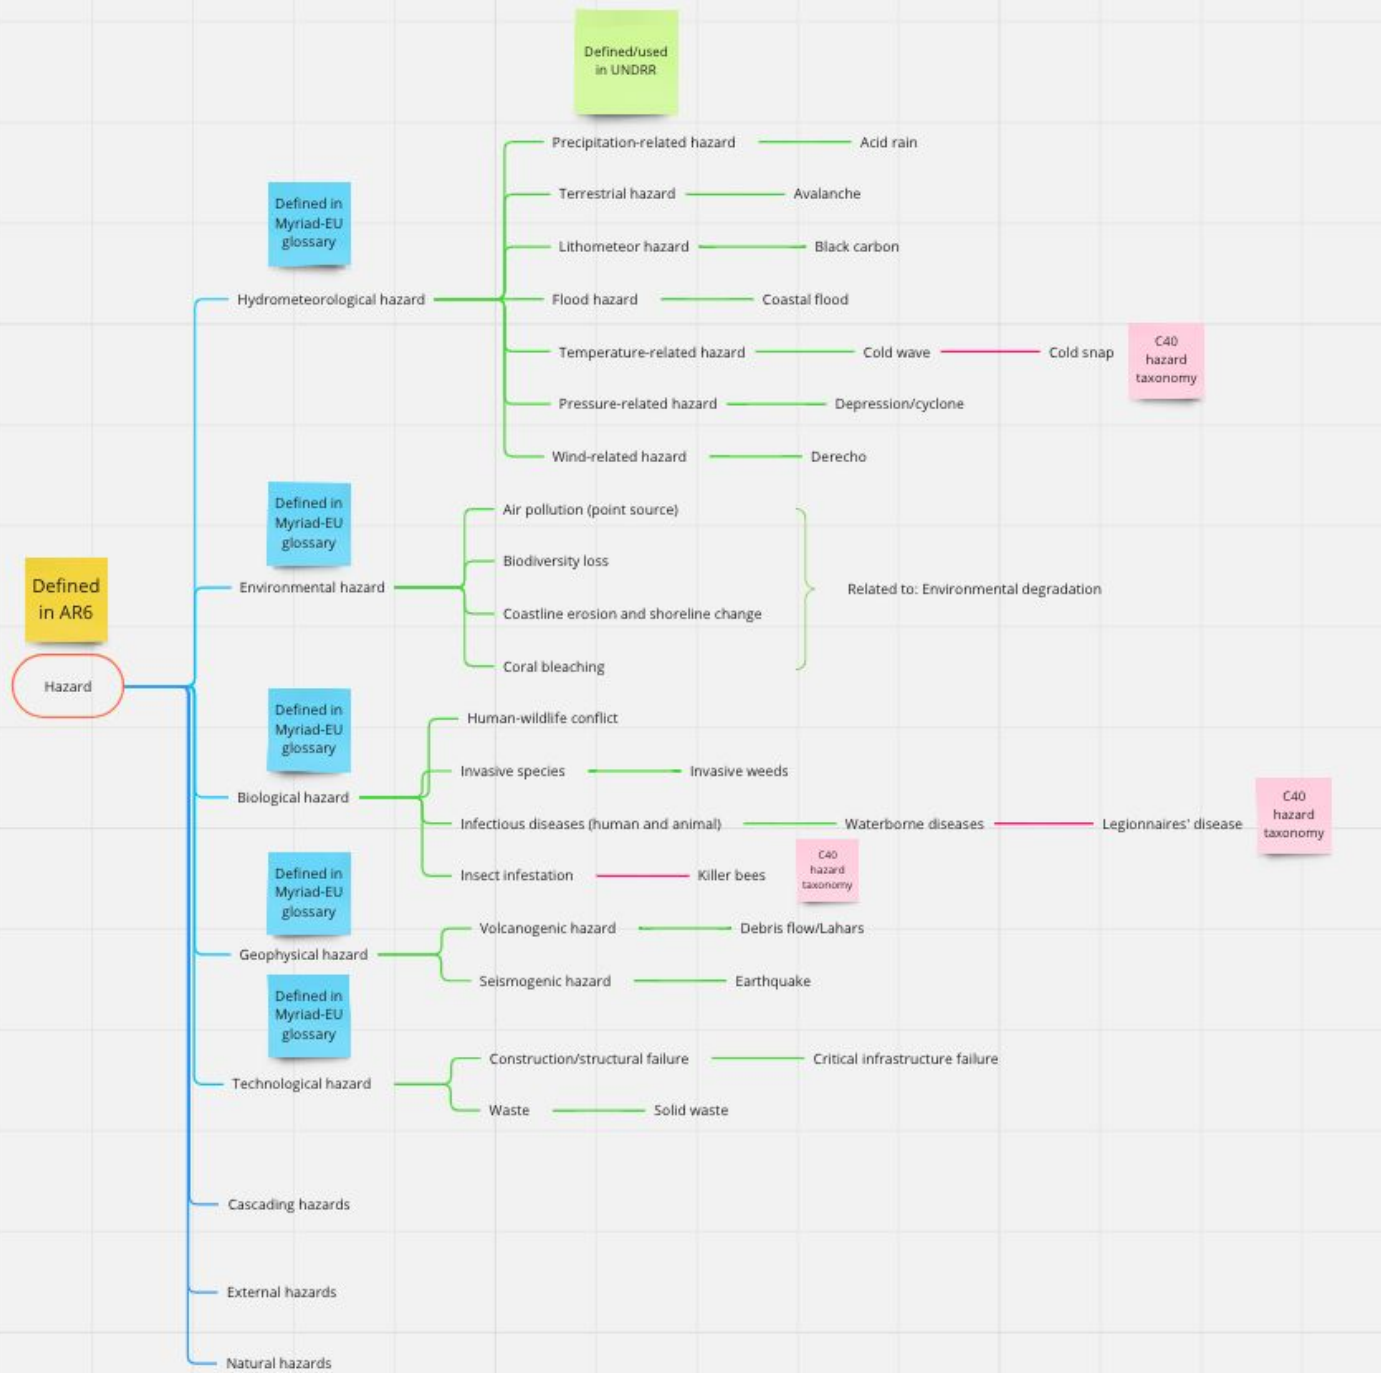 Defined/used
in UNDRR
Precipitation-related hazard
Acid rain
Defined in
Myriad-EU
glossary
Terrestrial hazard
Avalanche
Lithometeor hazard
Black carbon
Hydrometeorological hazard
Flood hazard
Coastal flood
Temperature-related hazard
Cold wave
Cold snap
C40
hazard
taxonomy
Pressure-related hazard
Depression/cyclone
Wind-related hazard
Derecho
Defined in
Myriad-EU
glossary
Air pollution (point source)
Biodiversity loss
Environmental hazard
Related to: Environmental degradation
Coastline erosion and shoreline change
Coral bleaching
Defined
in AR6
Hazard
Defined in
Myriad-EU
glossary
Human-wildlife conflict
Invasive species
Invasive weeds
Biological hazard
Infectious diseases (human and animal)
Waterborne diseases
Legionnaires' disease
C40
hazard
taxonomy
Insect infestation
Killer bees
C40
hazard
taxonomy
Defined in
Myriad-EU
glossary
Volcanogenic hazard
Debris flow/Lahars
Geophysical hazard
Seismogenic hazard
Earthquake
Defined in
Myriad-EU
glossary
Construction/structural failure
Critical infrastructure failure
Technological hazard
Waste
Solid waste
Cascading hazards
External hazards
Natural hazards